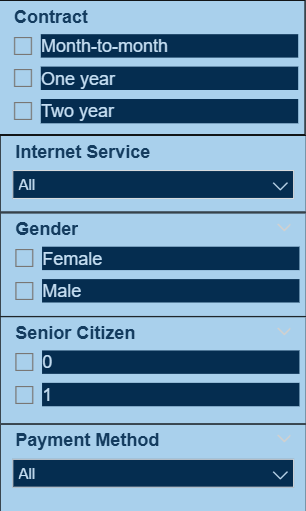 Contract
Month-to-month
One year
Two year
Internet Service
All
Gender
Female
Male
Senior Citizen
0
1
Payment Method
All